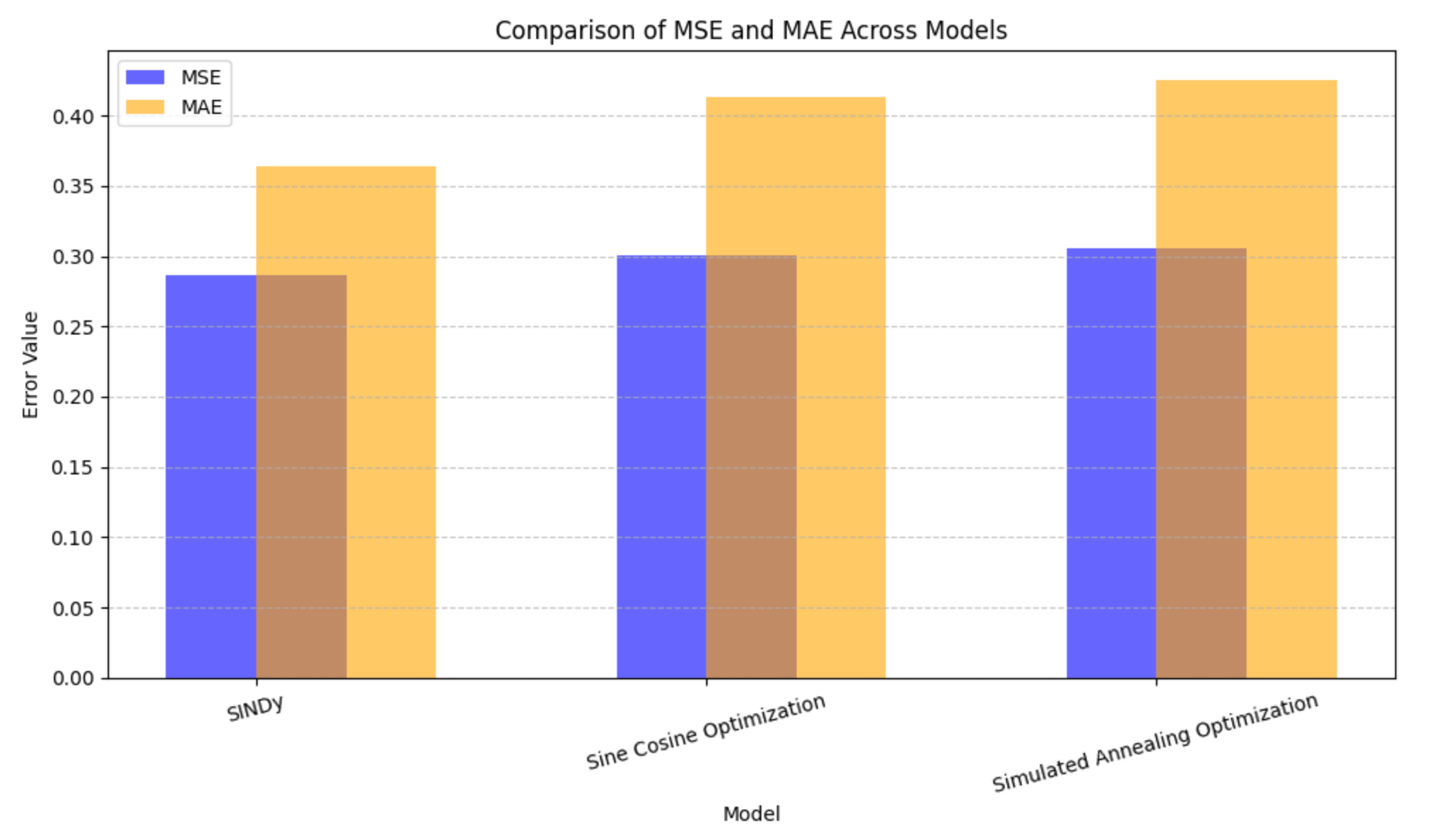 Comparison of MSE and MAE Across Models
MSE
MAE
0.40
0.35
0.30
0.25
0.20
0.15
0.10
0.05
0.00
Error Value
SINDy
Sine Cosine Optimization
Simulated Annealing Optimization
Model